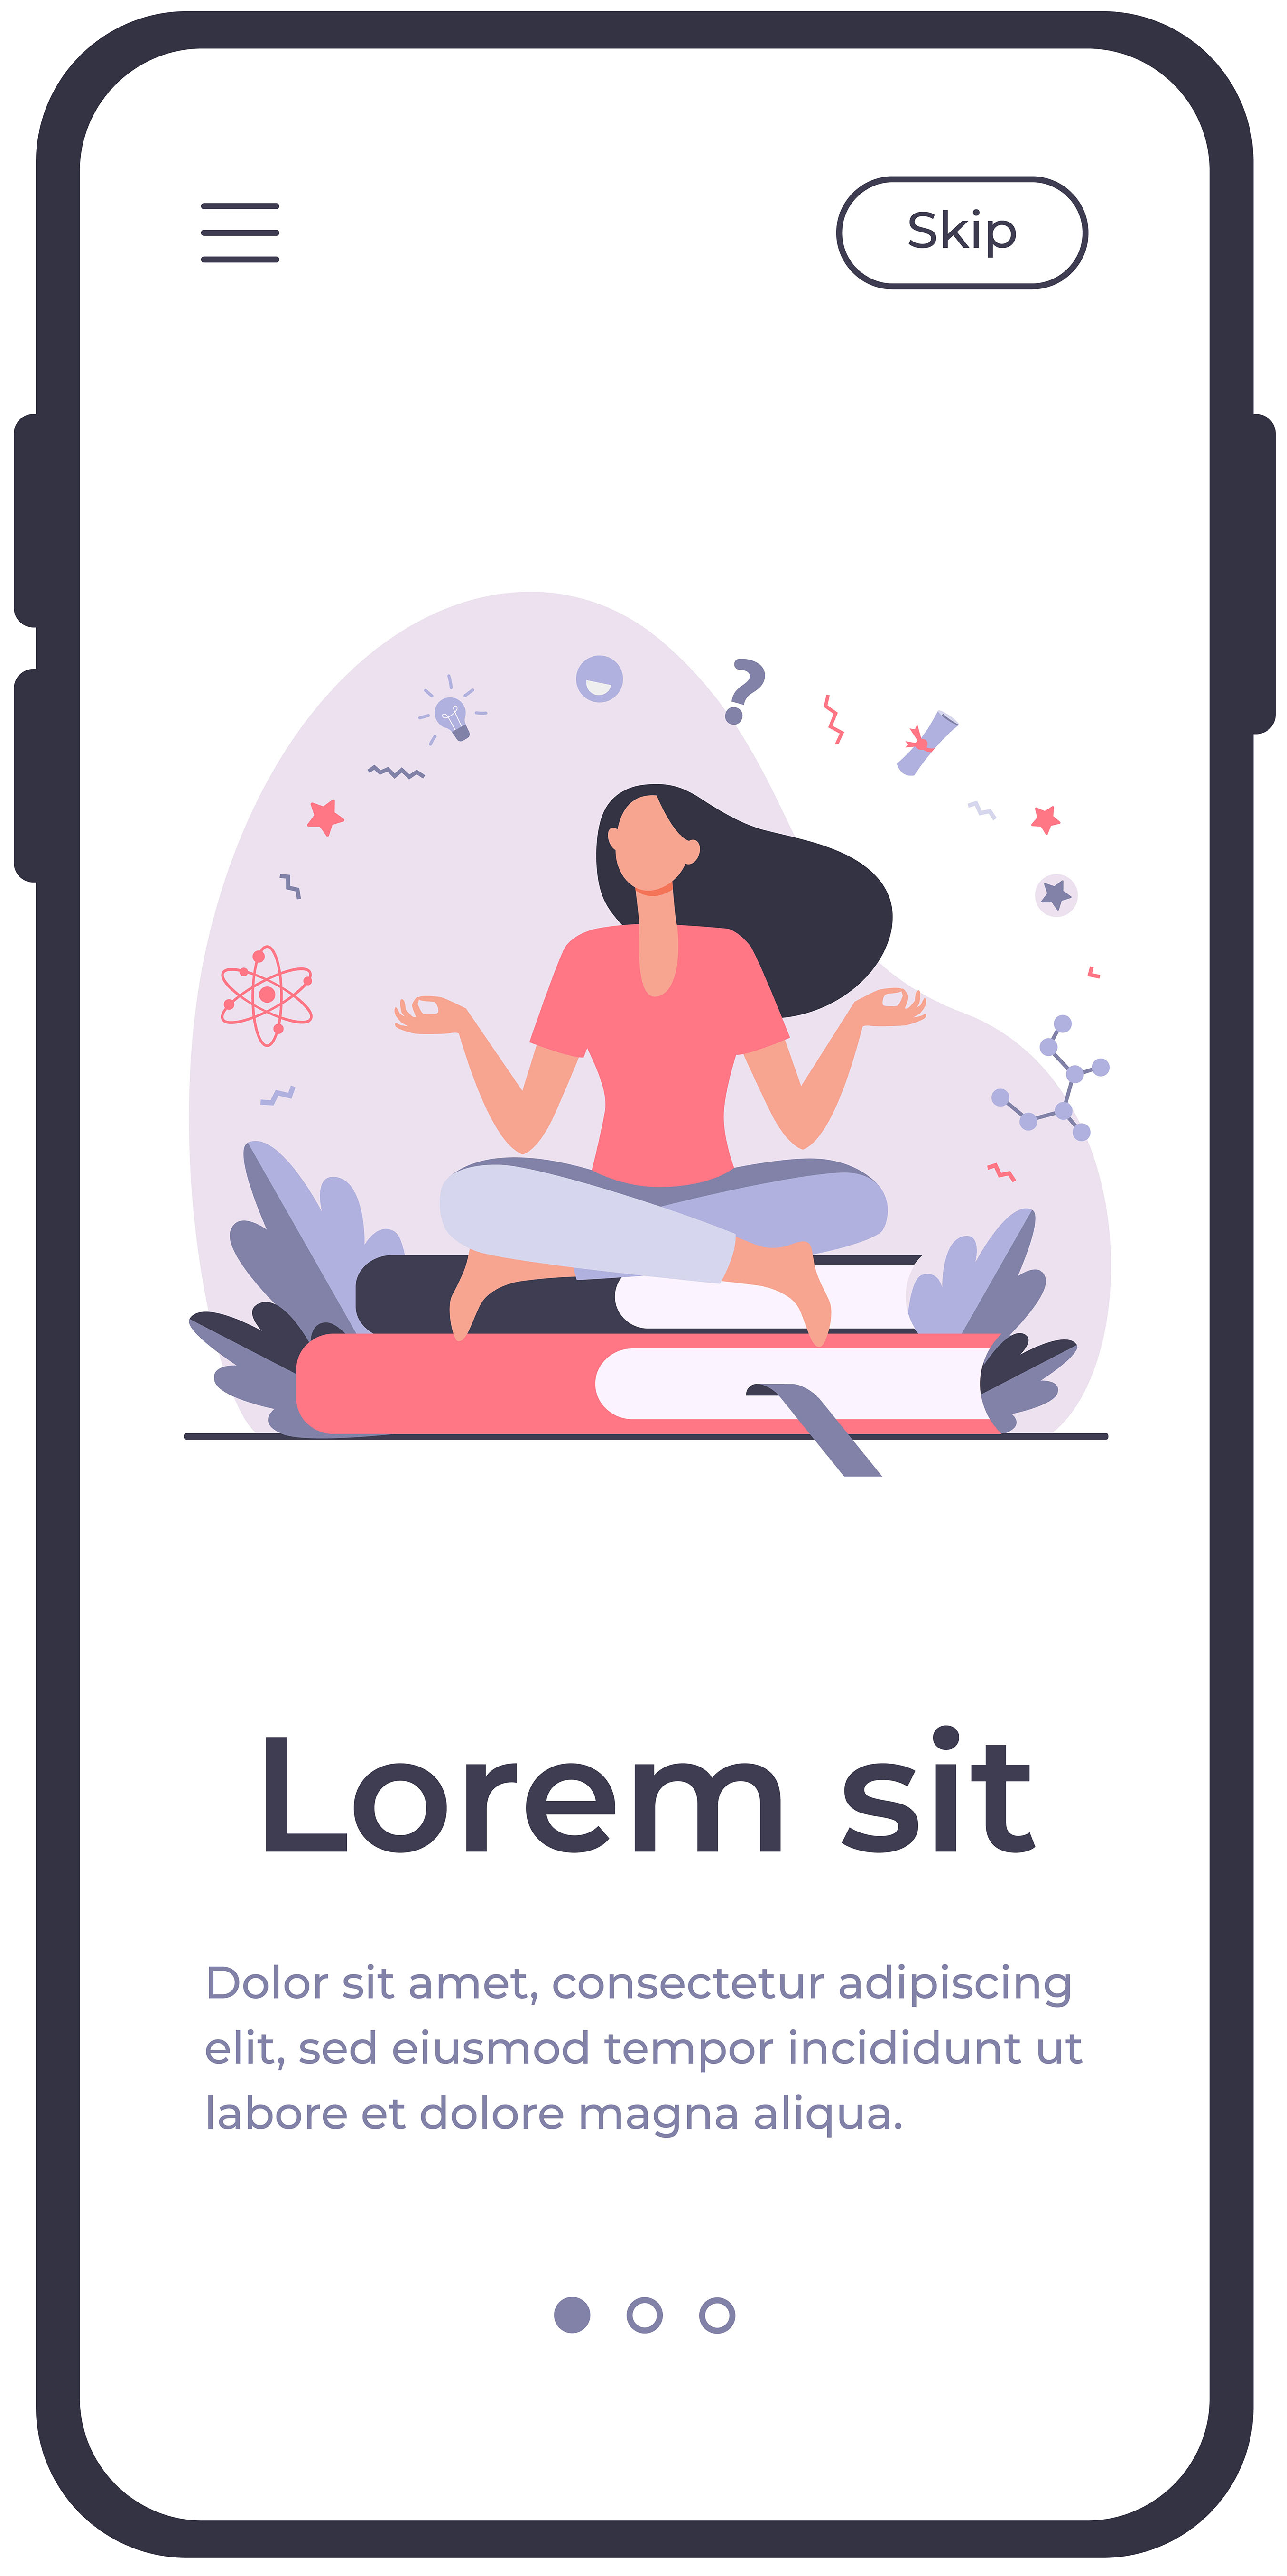 Skip
?
Lorem sit
Dolor sit amet, consectetur adipiscing
elit, sed eiusmod tempor incididunt ut
labore et dolore magna aliqua.